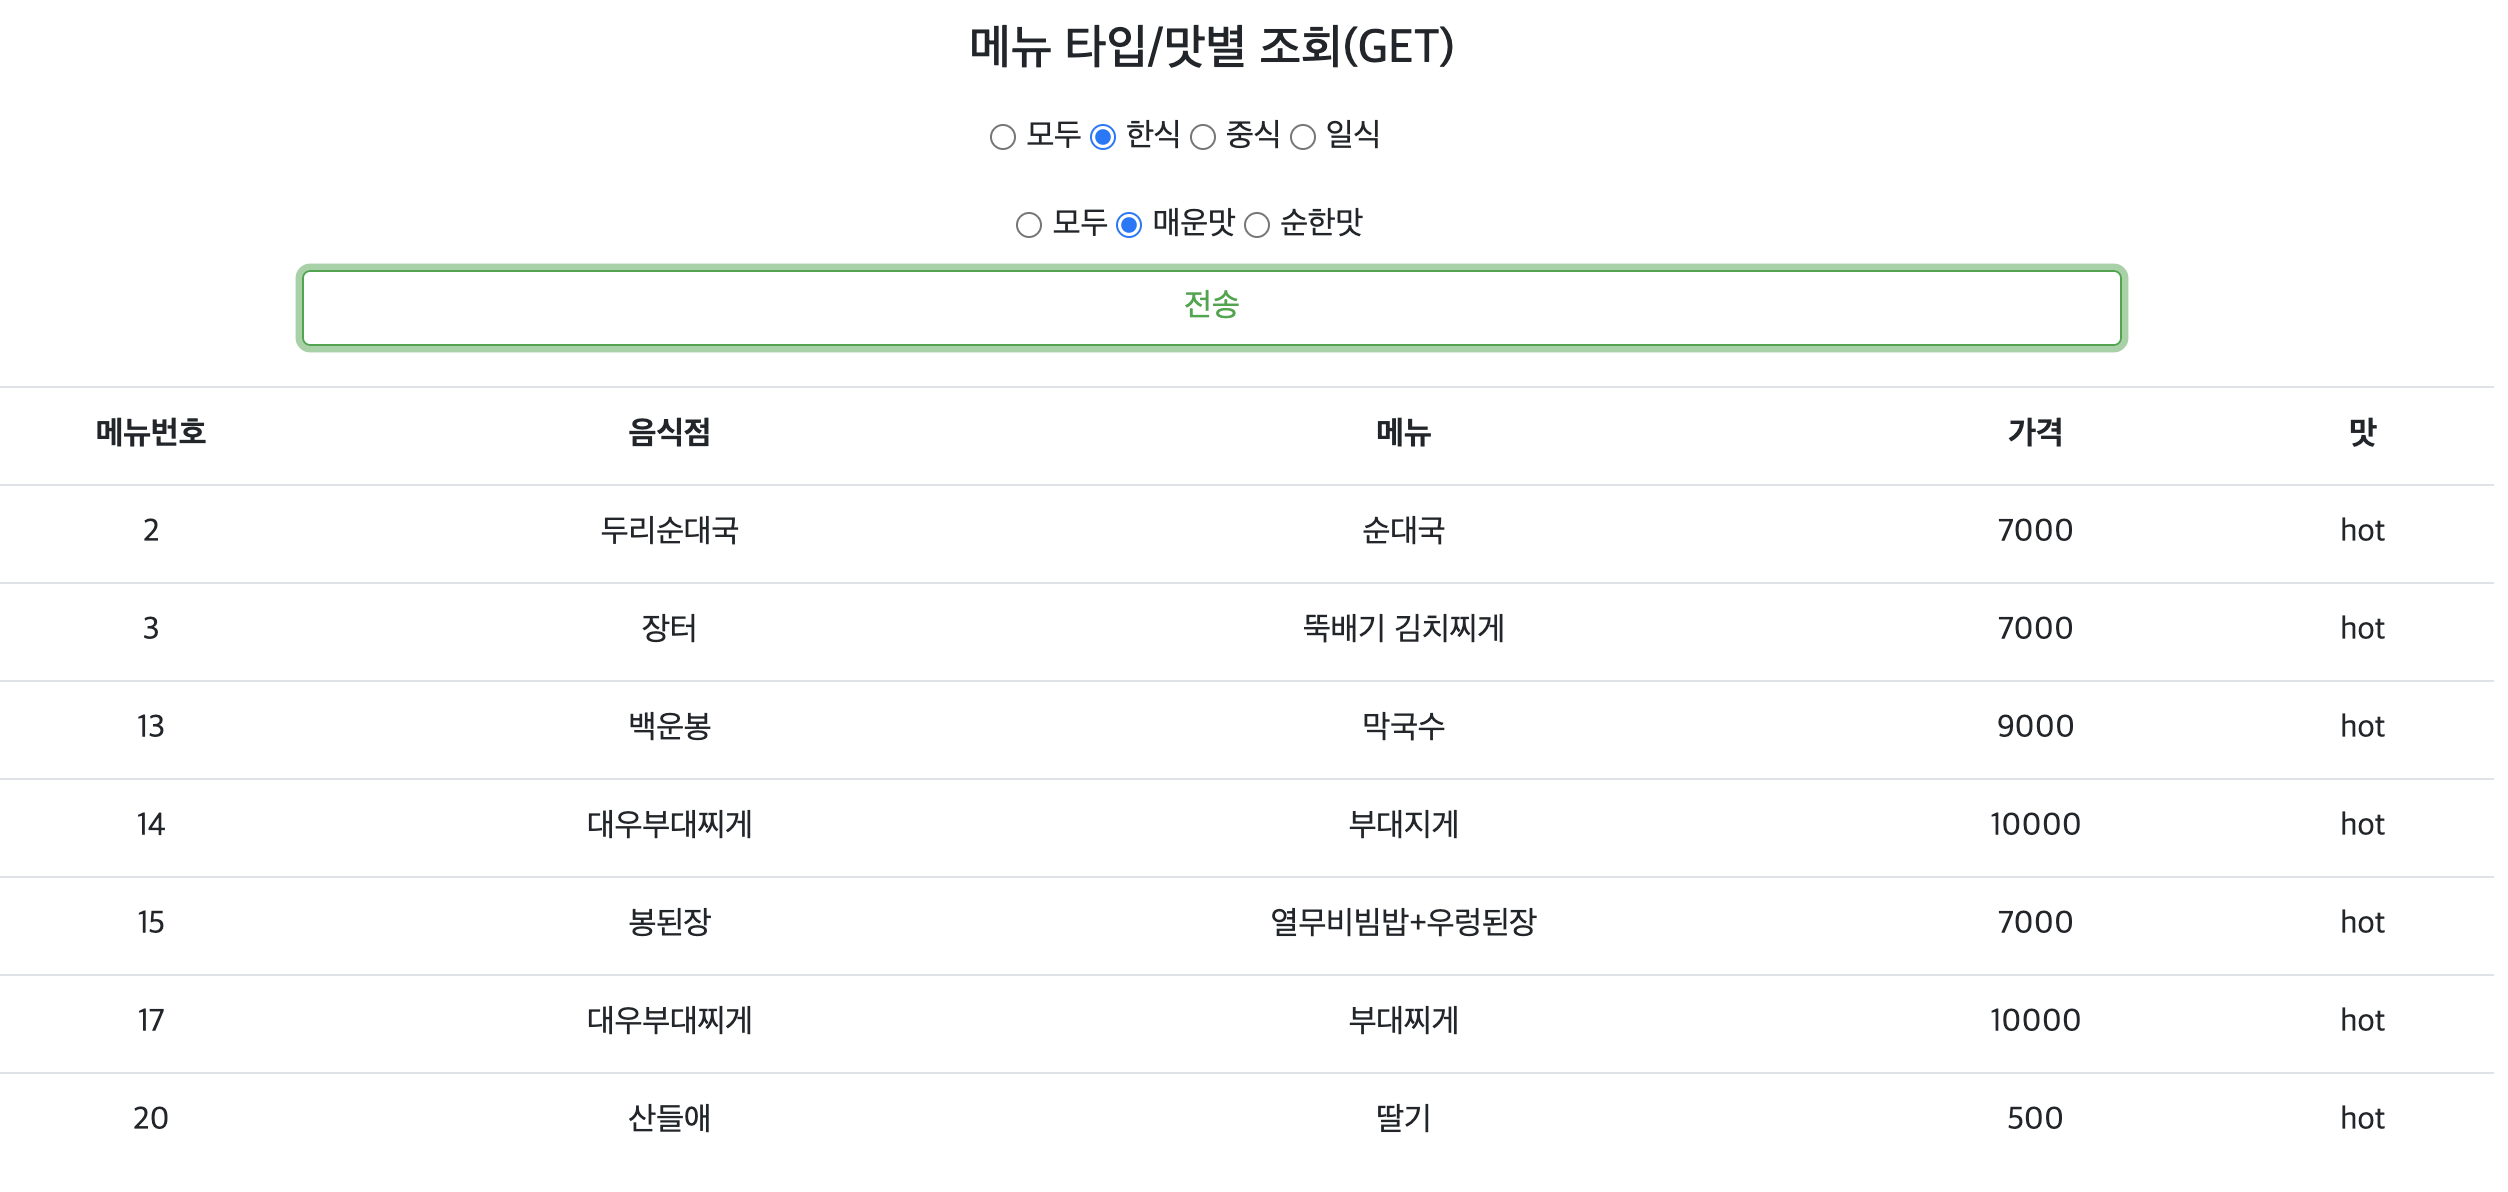 메뉴 타입/맛별 조회(GET)
모두 한식 중식 일식
모두 매운맛 순한맛
전송
메뉴번호 음식점 메뉴 가격 맛
2 두리순대국 순대국 7000 hot
3 장터 뚝배기 김치찌게 7000 hot
13 백운봉 막국수 9000 hot
14 대우부대찌게 부대지게 10000 hot
15 봉된장 열무비빔밥+우렁된장 7000 hot
17 대우부대찌게 부대찌게 10000 hot
20 산들애 딸기 500 hot